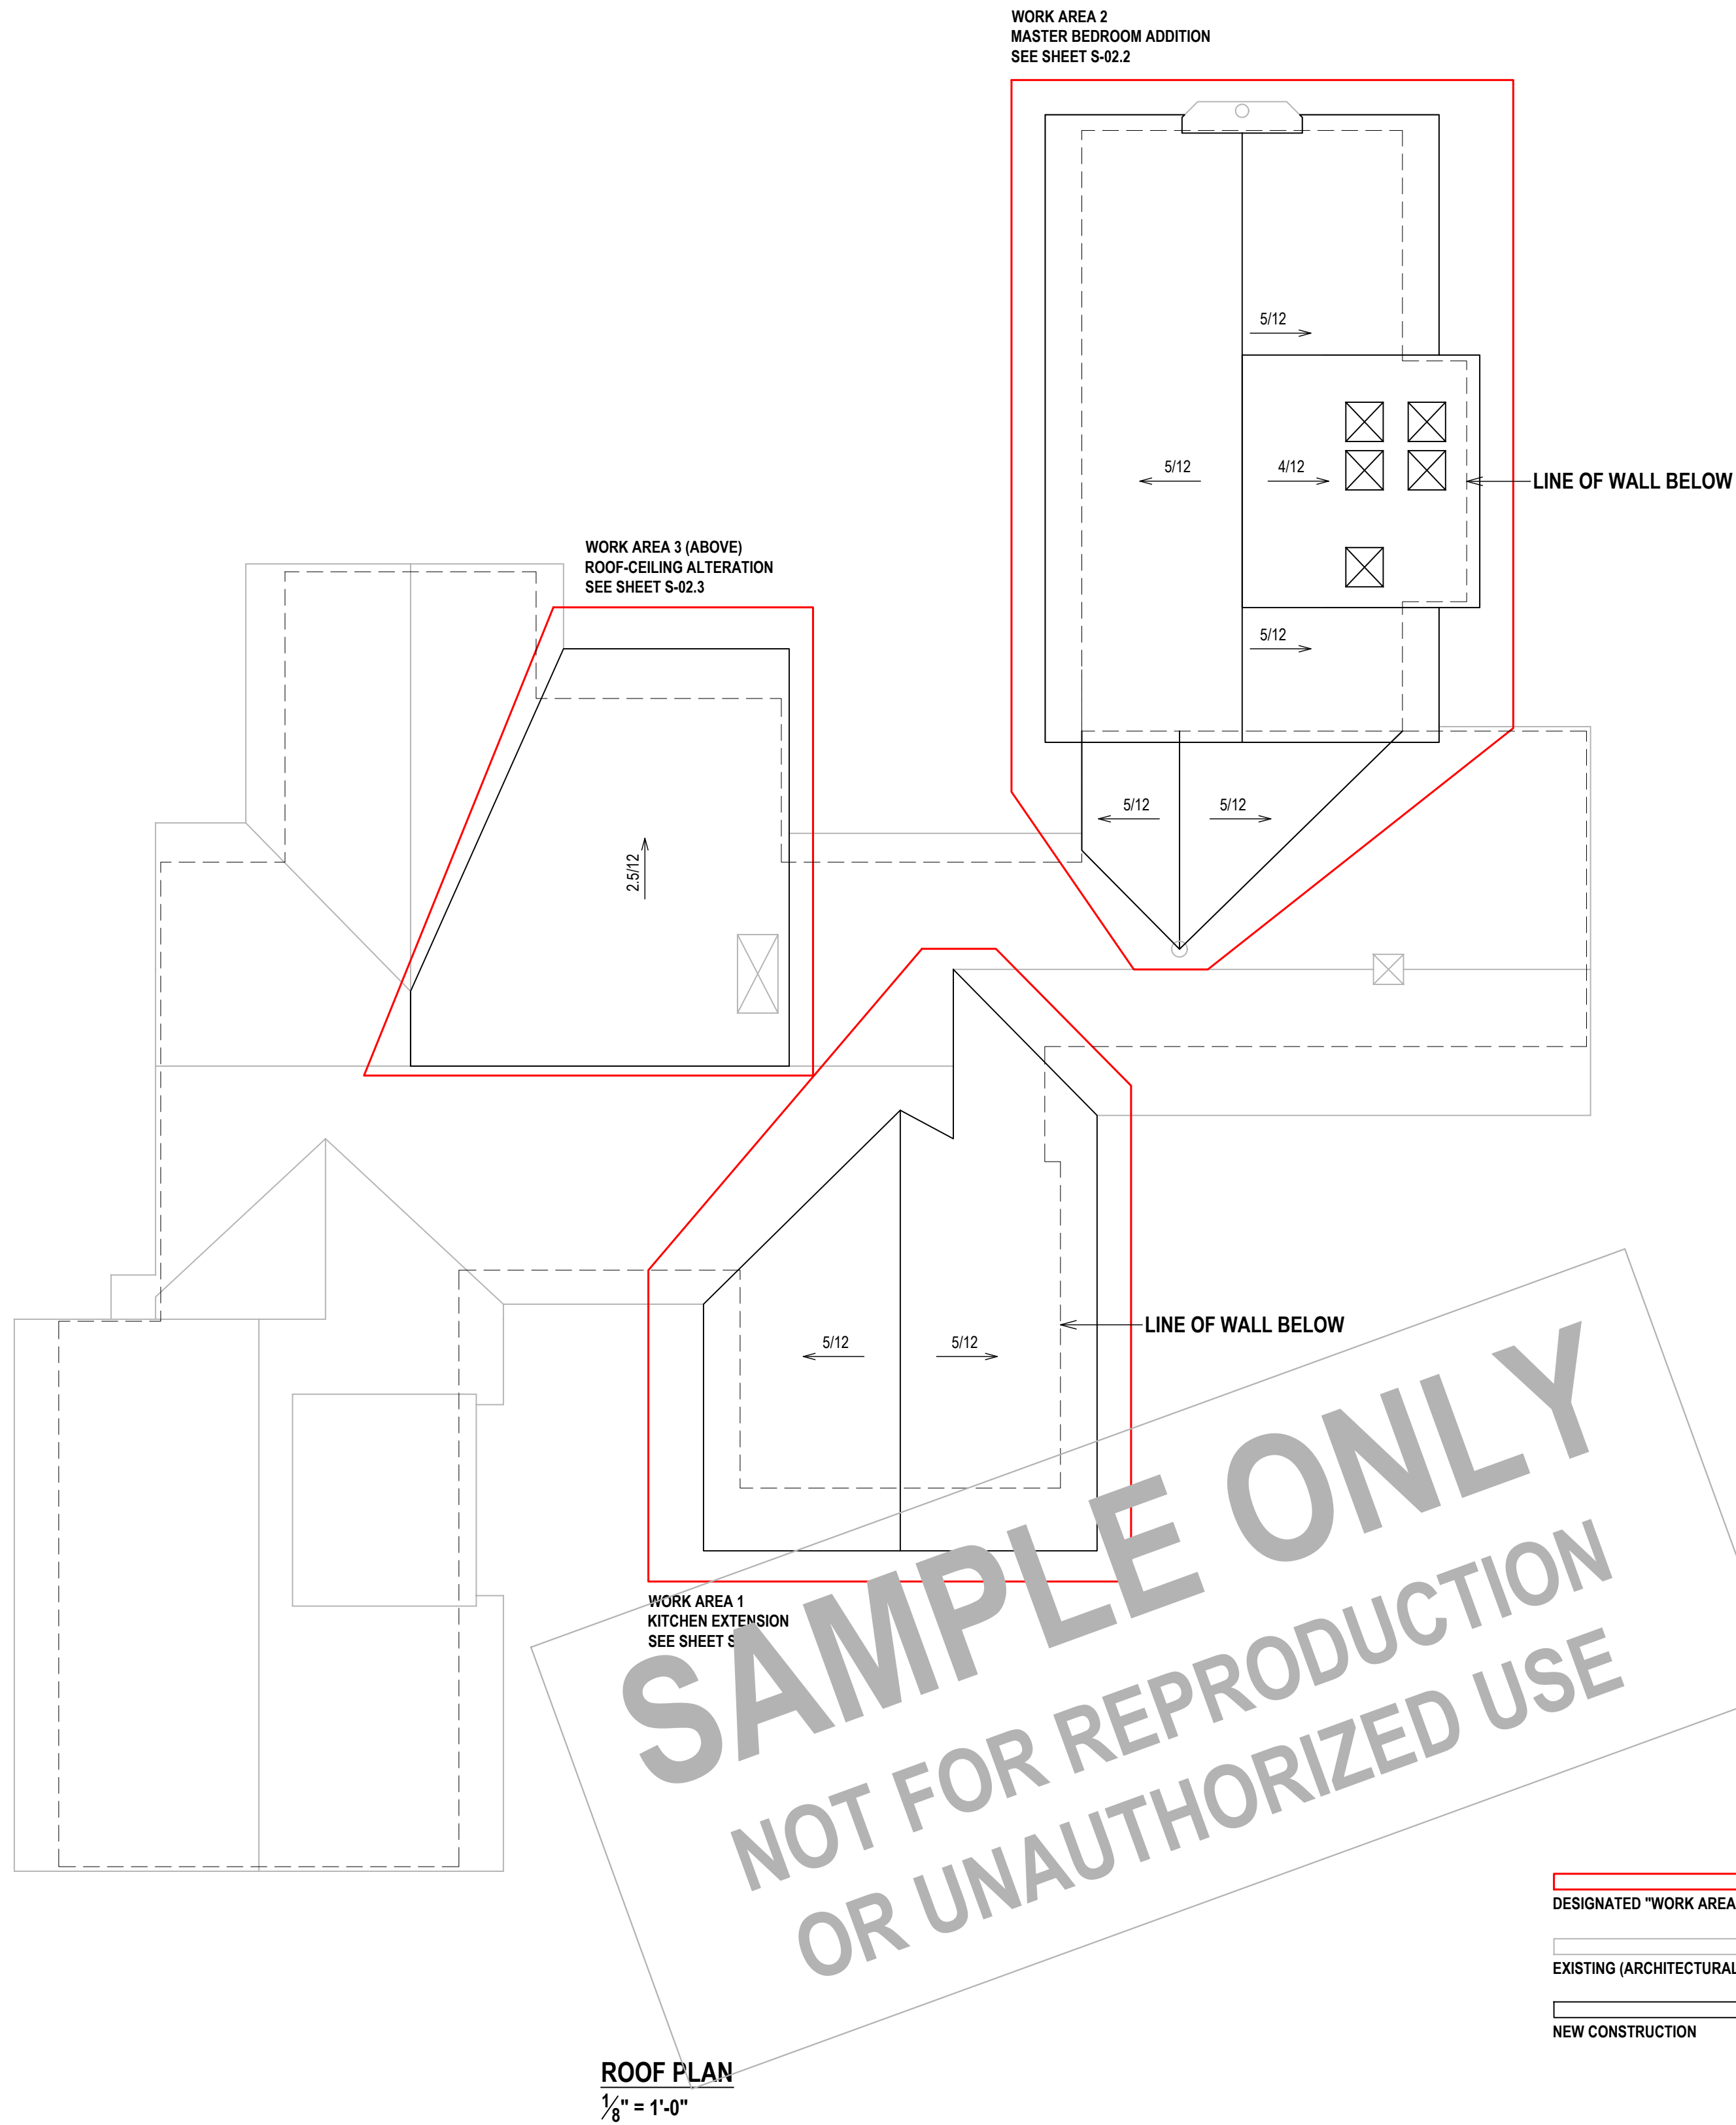 WORK AREA 2
MASTER BEDROOM ADDITION
SEE SHEET S-02.2
5/12
5/12
4/12
LINE OF WALL BELOW
5/12
WORK AREA 3 (ABOVE)
ROOF-CEILING ALTERATION
SEE SHEET S-02.3
5/12
5/12
2.5/12
LINE OF WALL BELOW
5/12
5/12
WORK AREA 1
KITCHEN EXTENSION
SEE SHEET
SAMPLE ONLY
NOT FOR REPRODUCTION
OR UNAUTHORIZED USE
DESIGNATED "WORK AREA
EXISTING (ARCHITECTURAL
NEW CONSTRUCTION
ROOF PLAN
1/8" = 1'-0"